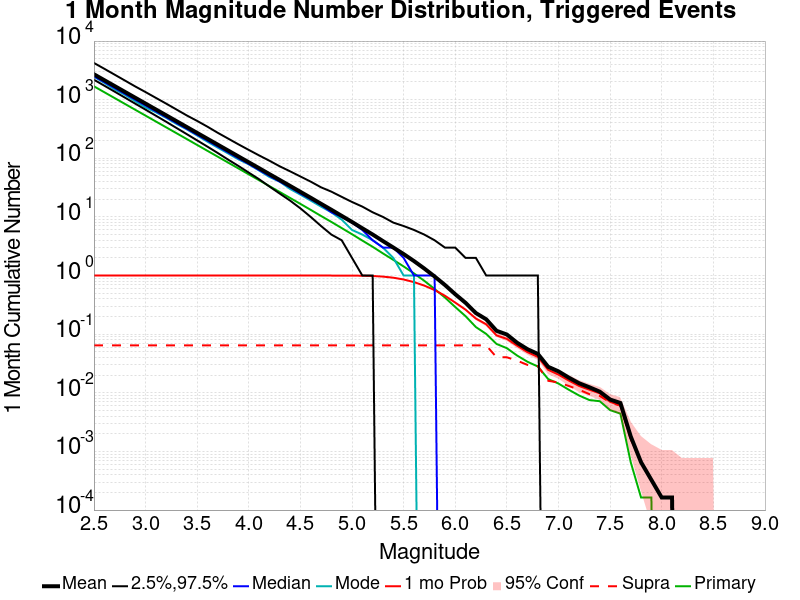 1 Month Magnitude Number Distribution, Triggered Events
1 Month Cumulative Number
10^4
10^3
10^2
10^1
10^0
10^-1
10^-2
10^-3
10^-4
2.5 3.0 3.5 4.0 4.5 5.0 5.5 6.0 6.5 7.0 7.5 8.0 8.5 9.0
Magnitude
Mean 2.5%,97.5% Median Mode 1 mo Prob 95% Conf Supra Primary